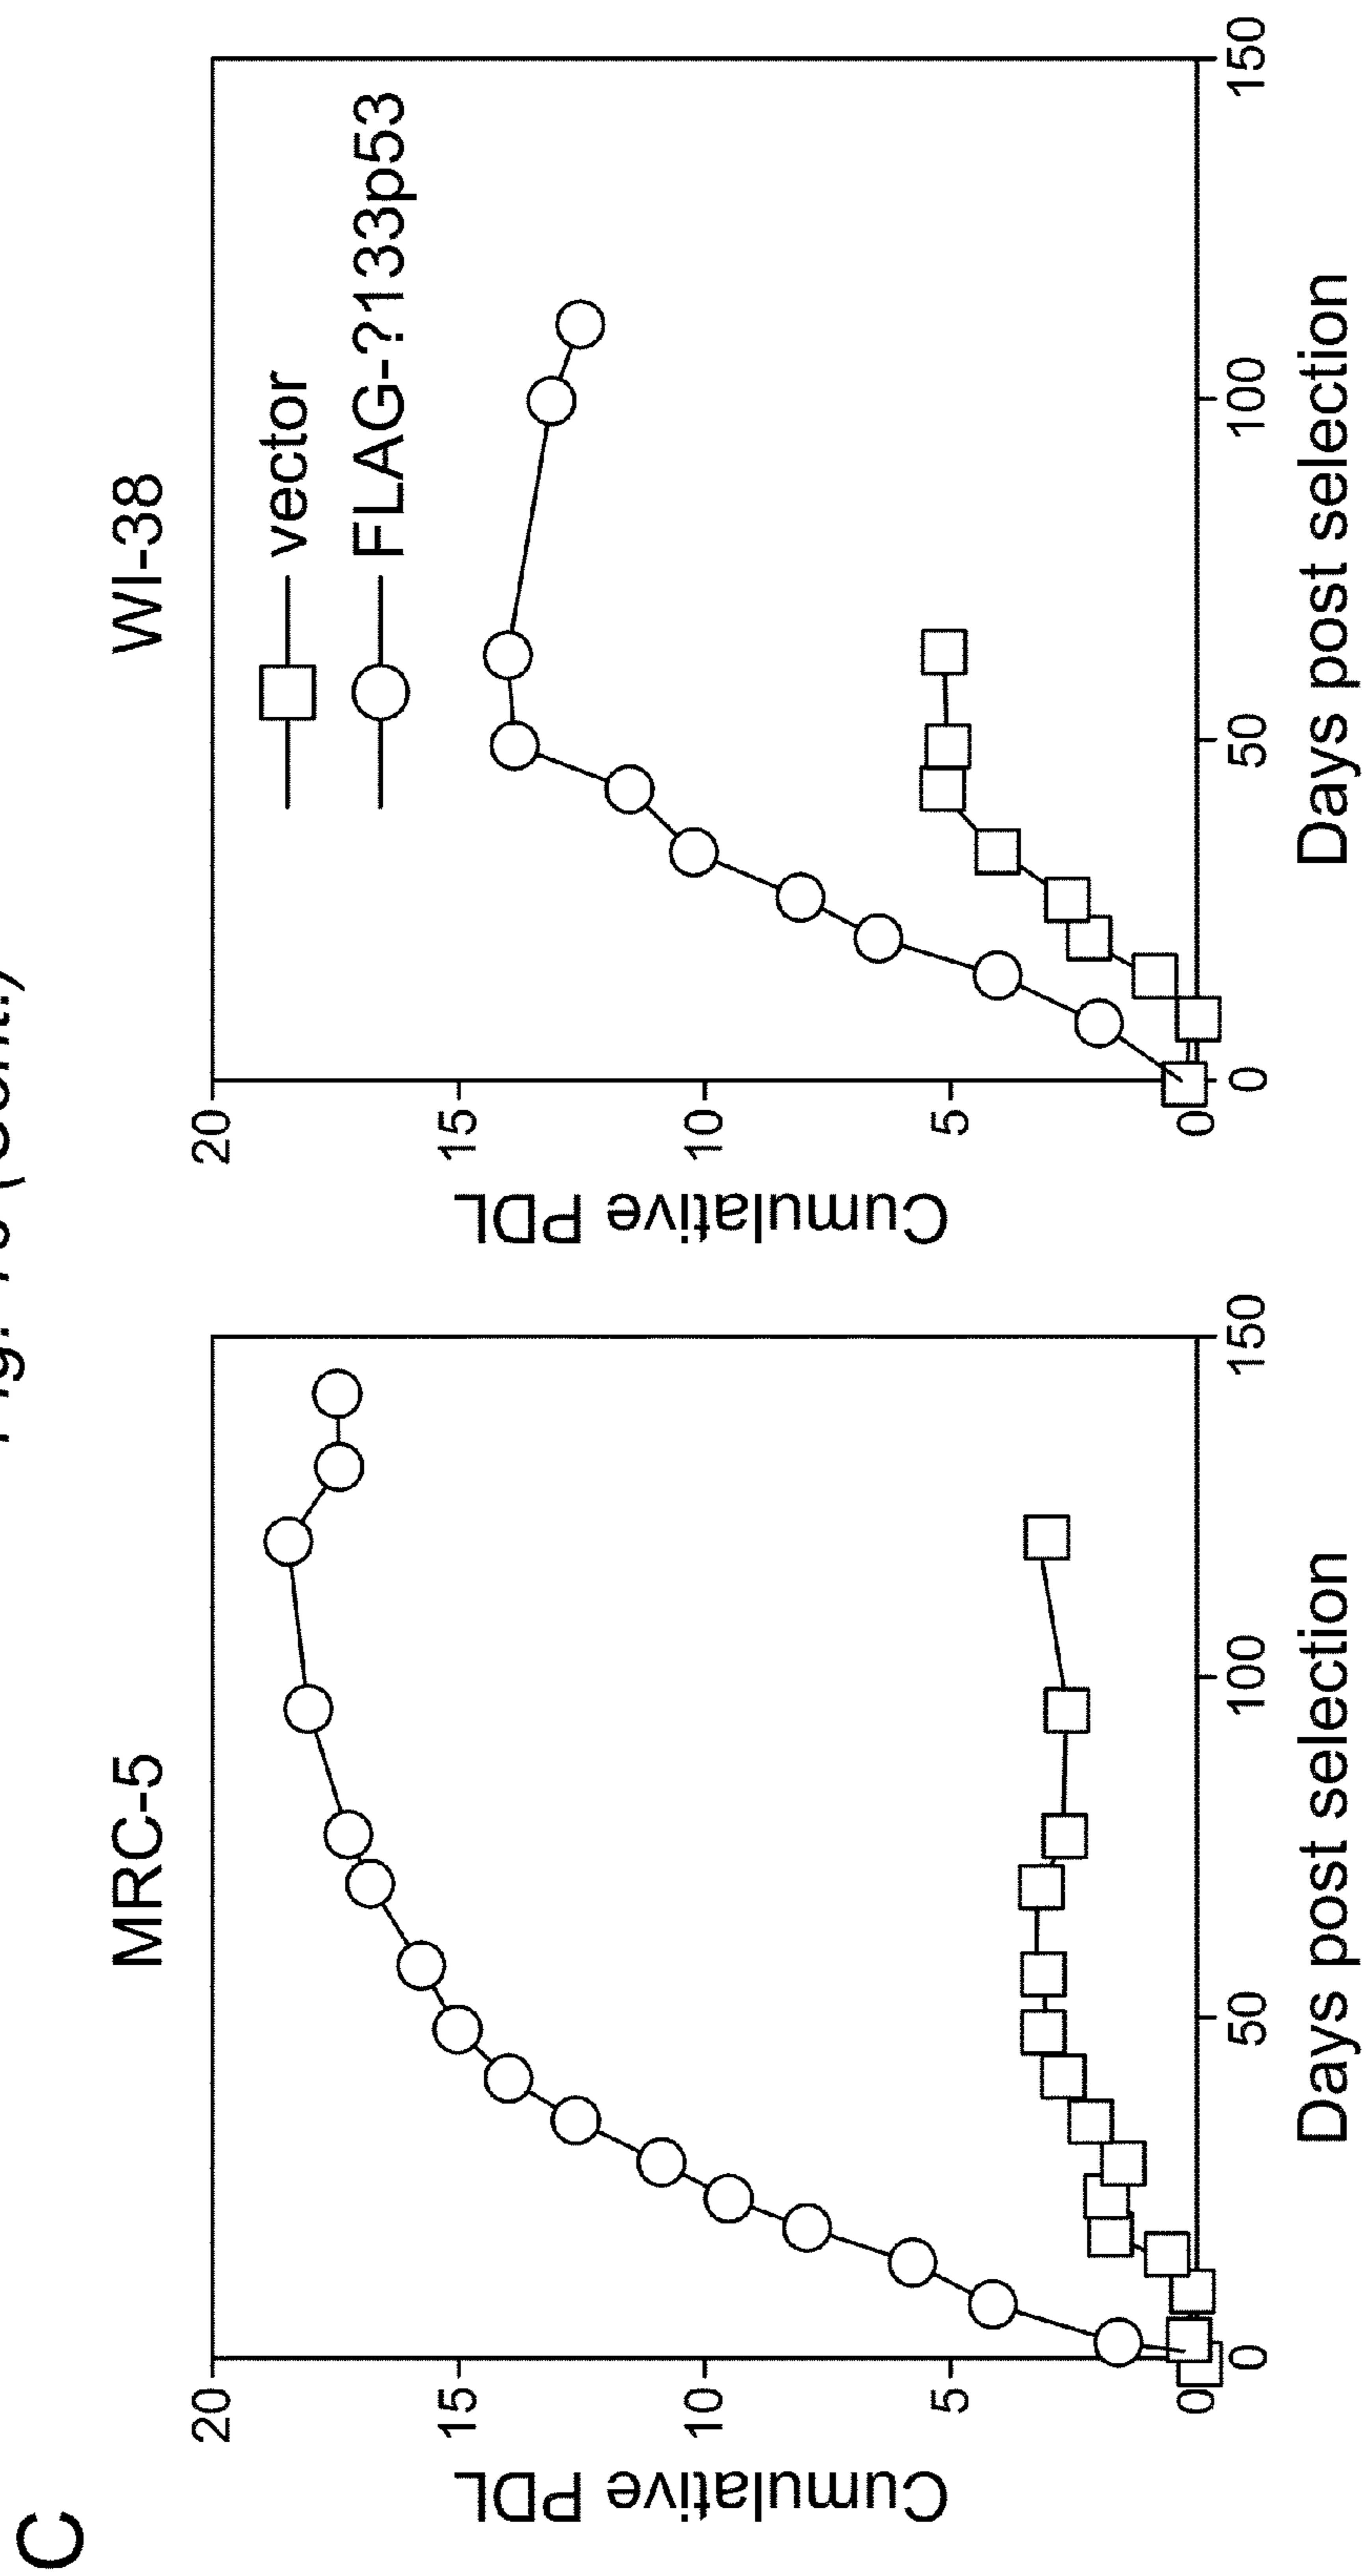 C
MRC-5
Cumulative PDL
20
15
10
5
0
0
50
100
150
Days post selection
WI-38
vector
FLAG-?133p53
Cumulative PDL
20
15
10
5
0
0
50
100
150
Days post selection